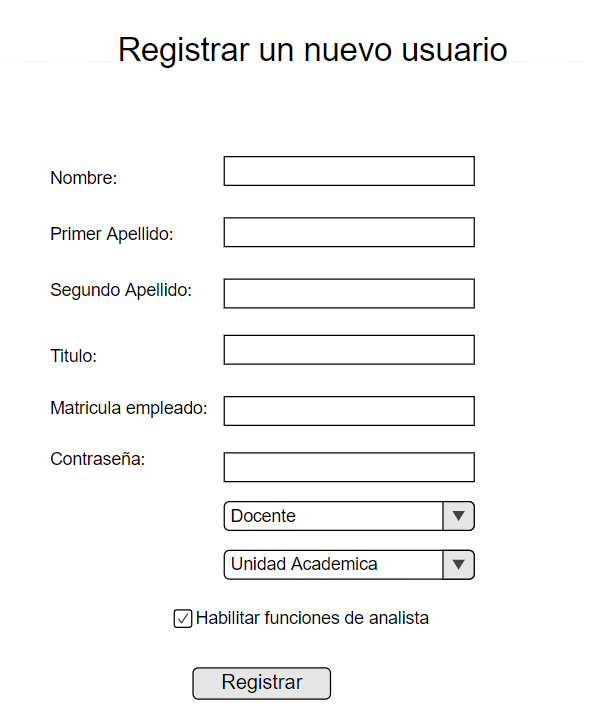 Registrar un nuevo usuario
Nombre:
Primer Apellido:
Segundo Apellido:
Titulo:
Matricula empleado:
Contraseña:
Docente
Unidad Academica
Habilitar funciones de analista
Registrar